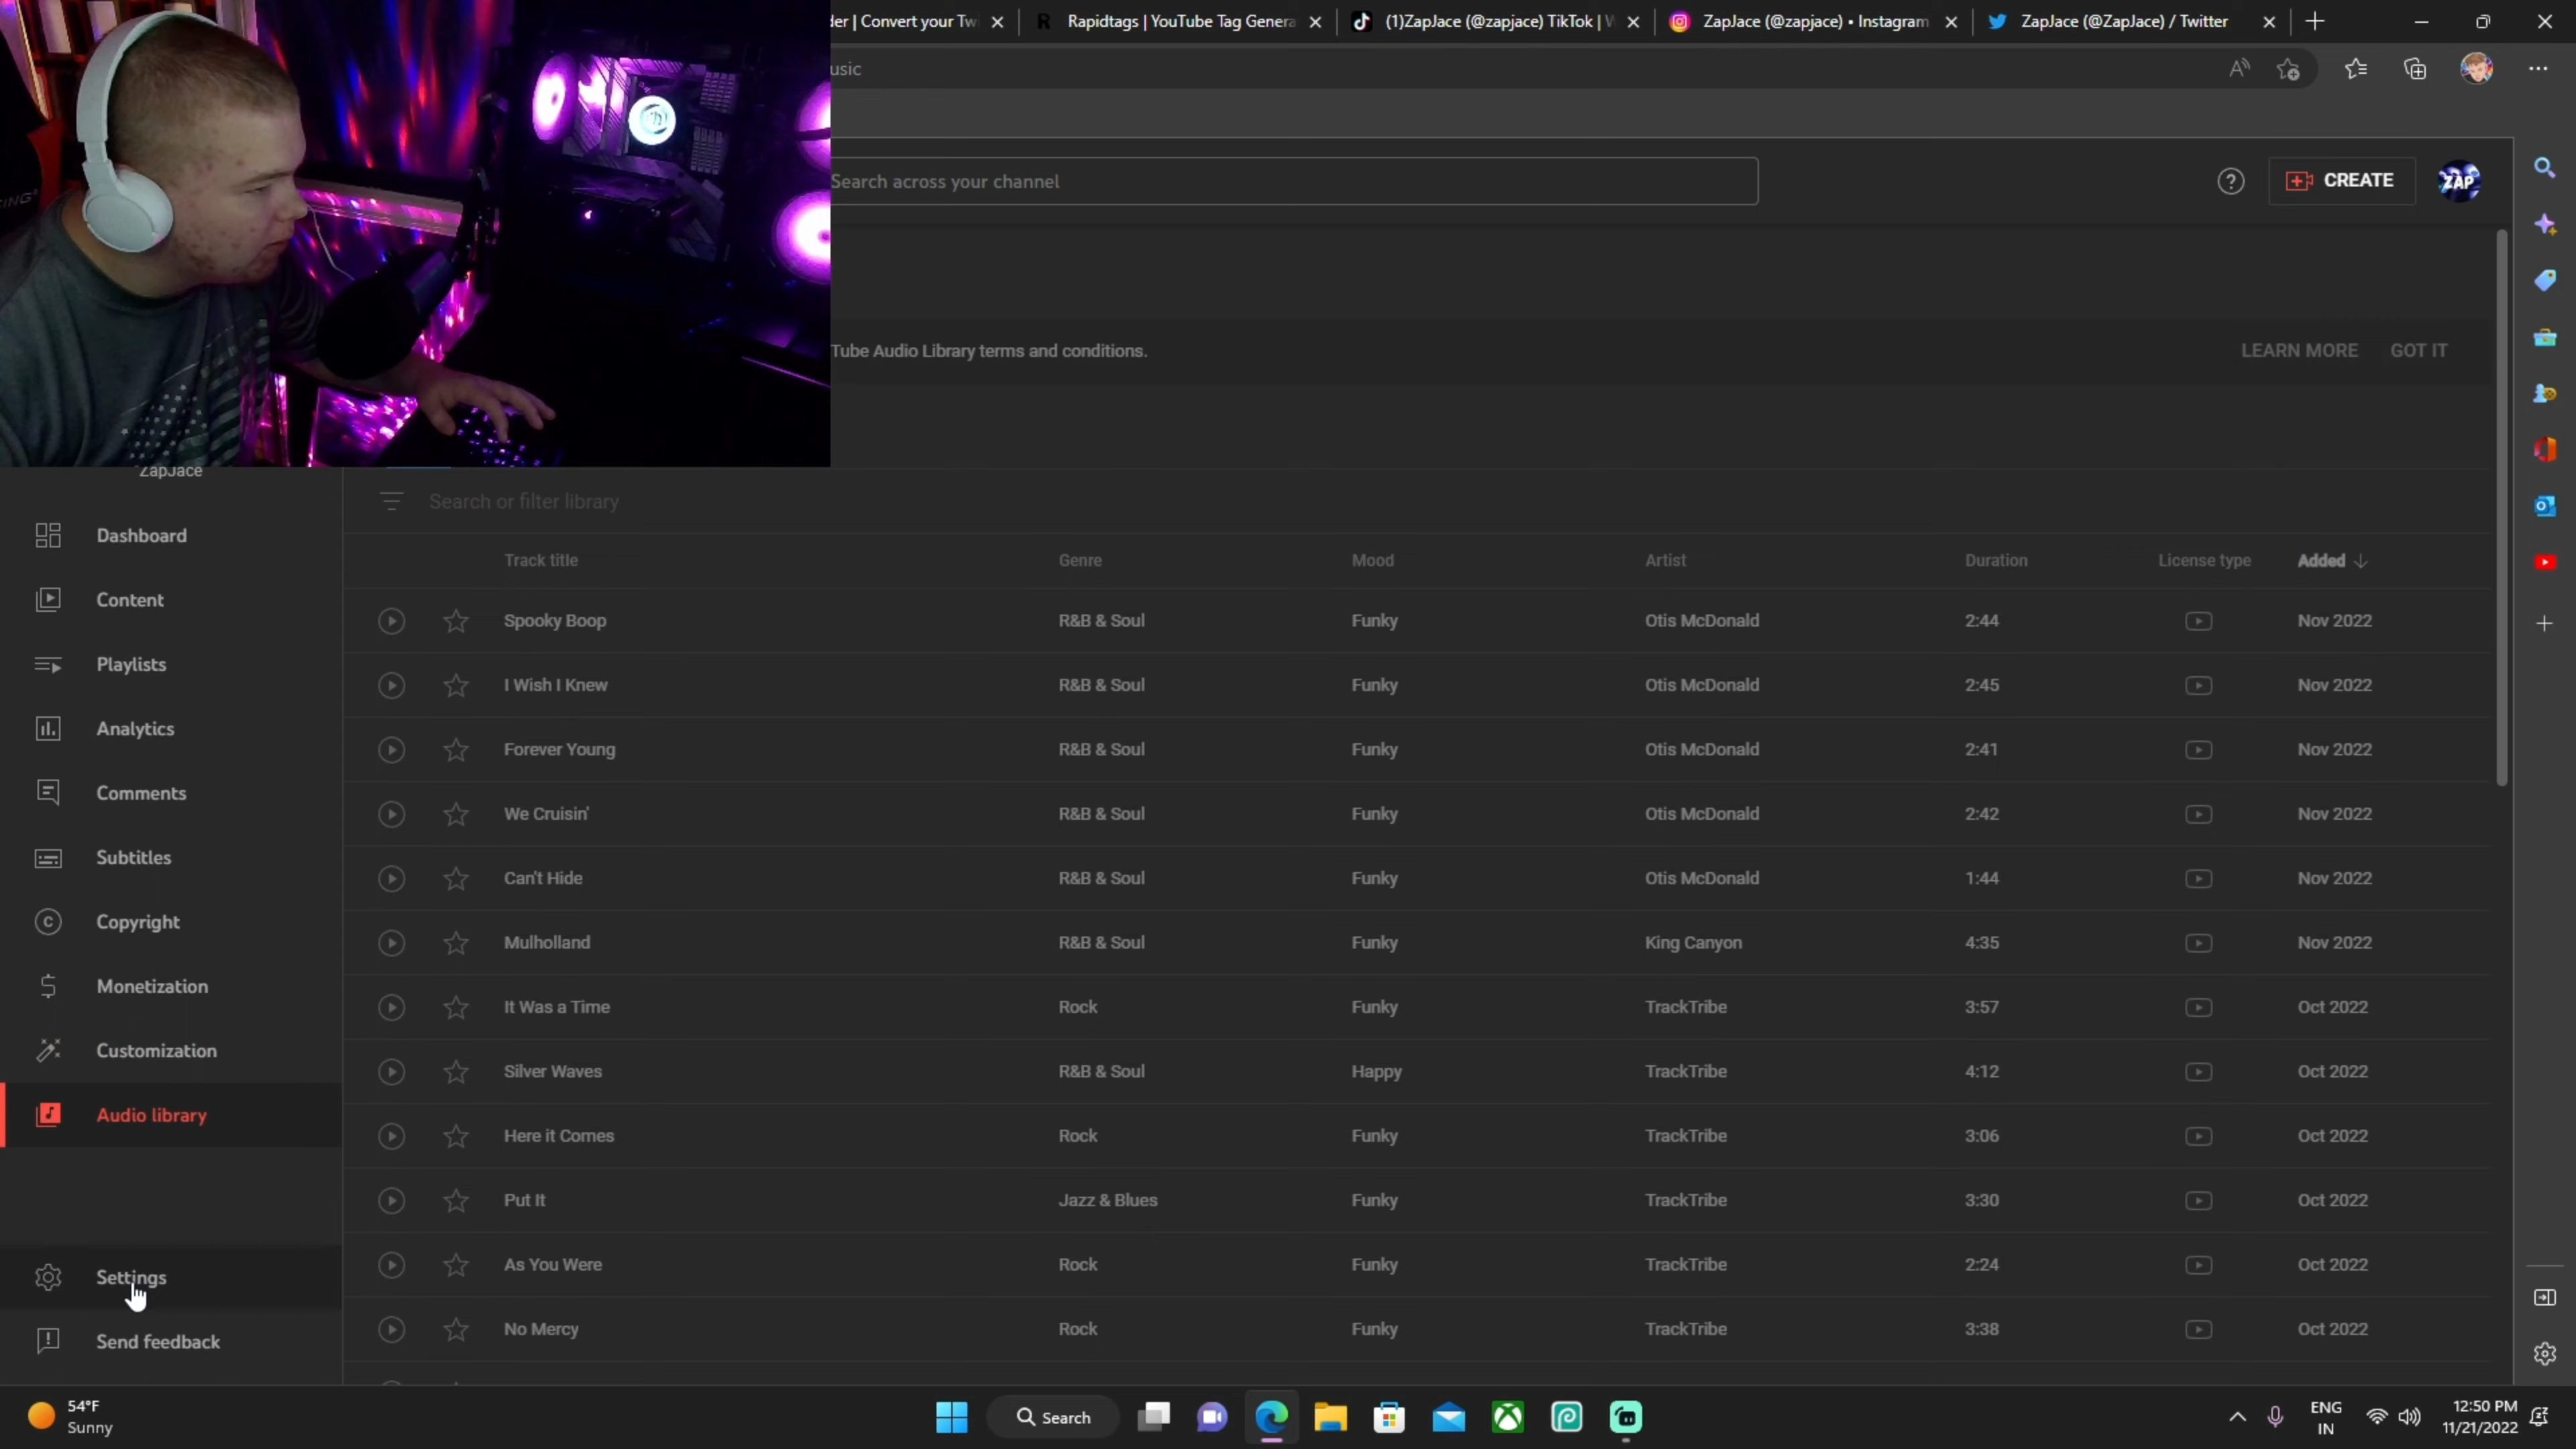 der | Convert your Tw
Rapidtags | YouTube Tag Genera
(1)ZapJace (@zapjace) TikTok | W
ZapJace (@zapjace) • Instagram
ZapJace (@ZapJace) / Twitter
usic
Search across your channel
CREATE
ZAP
Tube Audio Library terms and conditions.
LEARN MORE
GOT IT
ZapJace
Dashboard
Content
Playlists
Analytics
Comments
Subtitles
Copyright
Monetization
Customization
Audio library
Settings
Send feedback
Search or filter library
Track title Genre Mood Artist Duration License type Added
Spooky Boop R&B & Soul Funky Otis McDonald 2:44 Nov 2022
I Wish I Knew R&B & Soul Funky Otis McDonald 2:45 Nov 2022
Forever Young R&B & Soul Funky Otis McDonald 2:41 Nov 2022
We Cruisin' R&B & Soul Funky Otis McDonald 2:42 Nov 2022
Can't Hide R&B & Soul Funky Otis McDonald 1:44 Nov 2022
Mulholland R&B & Soul Funky King Canyon 4:35 Nov 2022
It Was a Time Rock Funky TrackTribe 3:57 Oct 2022
Silver Waves R&B & Soul Happy TrackTribe 4:12 Oct 2022
Here it Comes Rock Funky TrackTribe 3:06 Oct 2022
Put It Jazz & Blues Funky TrackTribe 3:30 Oct 2022
As You Were Rock Funky TrackTribe 2:24 Oct 2022
No Mercy Rock Funky TrackTribe 3:38 Oct 2022
54°F
Sunny
Search
ENG
IN
12:50 PM
11/21/2022